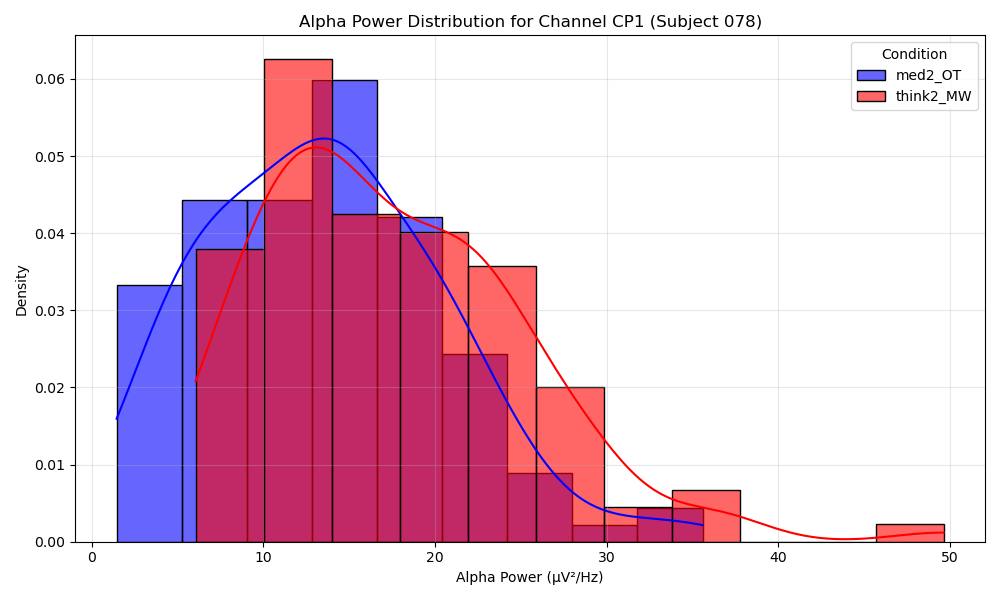 Alpha Power Distribution for Channel CP1 (Subject 078)
Condition
med2_OT
think2_MW
Density
0.06
0.05
0.04
0.03
0.02
0.01
0.00
0
10
20
30
40
50
Alpha Power (µV²/Hz)